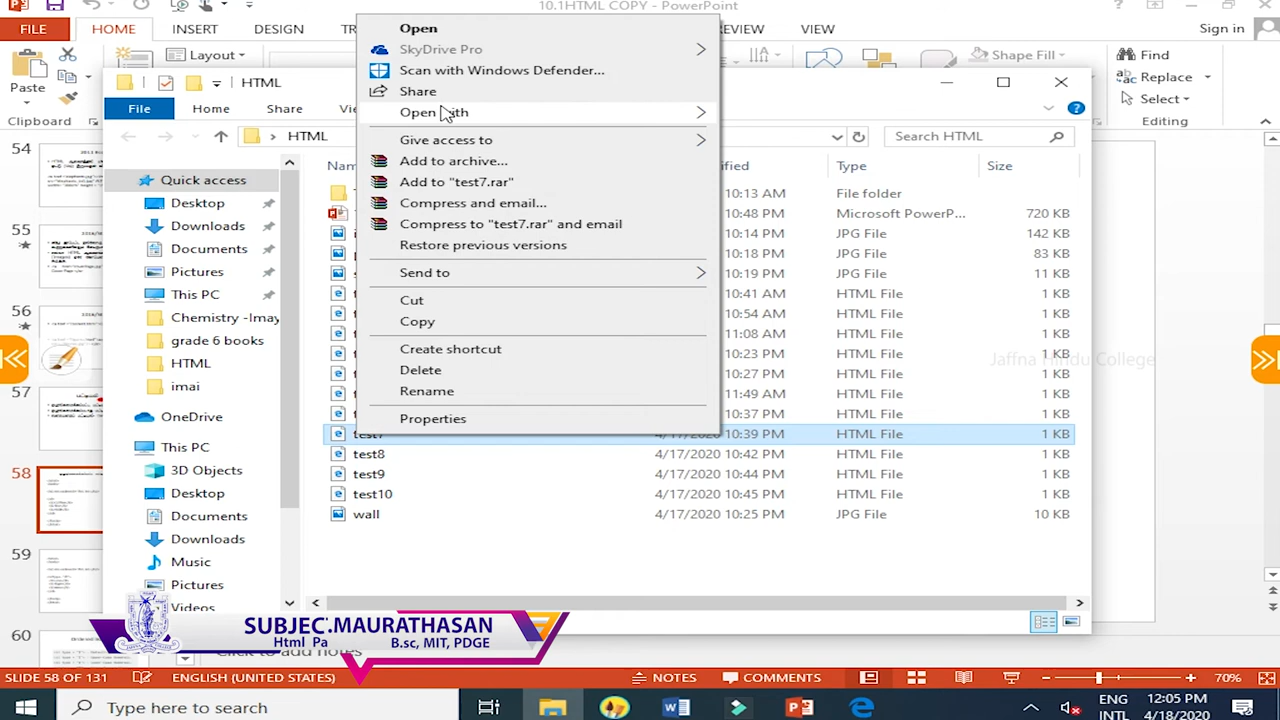 10.1HTML COPY - PowerPoint
FILE HOME INSERT DESIGN VIEW Sign in
Layout Shape Fill Find
Paste Replace
Select
Clipboard Editing
HTML
File Home Share
HTML Search HTML
Type Size
Open
SkyDrive Pro
Scan with Windows Defender...
Share
Open with
Give access to
Add to archive...
Add to "test7.rar"
Compress and email...
Compress to "test7.rar" and email
Restore previous versions
Send to
Cut
Copy
Create shortcut
Delete
Rename
Properties
Quick access
Desktop
Downloads
Documents
Pictures
This PC
Chemistry -Imay
grade 6 books
HTML
imai
OneDrive
This PC
3D Objects
Desktop
Documents
Downloads
Music
Pictures
Videos
10:13 AM File folder
10:48 PM Microsoft PowerP... 720 KB
10:14 PM JPG File 142 KB
10:18 PM JPG File 83 KB
10:19 PM JPG File 11 KB
10:41 AM HTML File 1 KB
10:54 AM HTML File 1 KB
11:08 AM HTML File 1 KB
10:23 PM HTML File 1 KB
10:27 PM HTML File 1 KB
11:49 AM HTML File 1 KB
10:37 PM HTML File 1 KB
test7 4/17/2020 10:39 PM HTML File 1 KB
test8 4/17/2020 10:42 PM HTML File 1 KB
test9 4/17/2020 10:44 PM HTML File 1 KB
test10 4/17/2020 HTML File 1 KB
wall 4/17/2020 JPG File 10 KB
Jaffna Hindu College
54
55
56
57
58
59
60
SUBJEC.MAURATHASAN
Html Pa B.sc, MIT, PDGE
Click to add notes
SLIDE 58 OF 131 ENGLISH (UNITED STATES) NOTES COMMENTS 70%
Type here to search
ENG 12:05 PM
INTL 4/18/2020